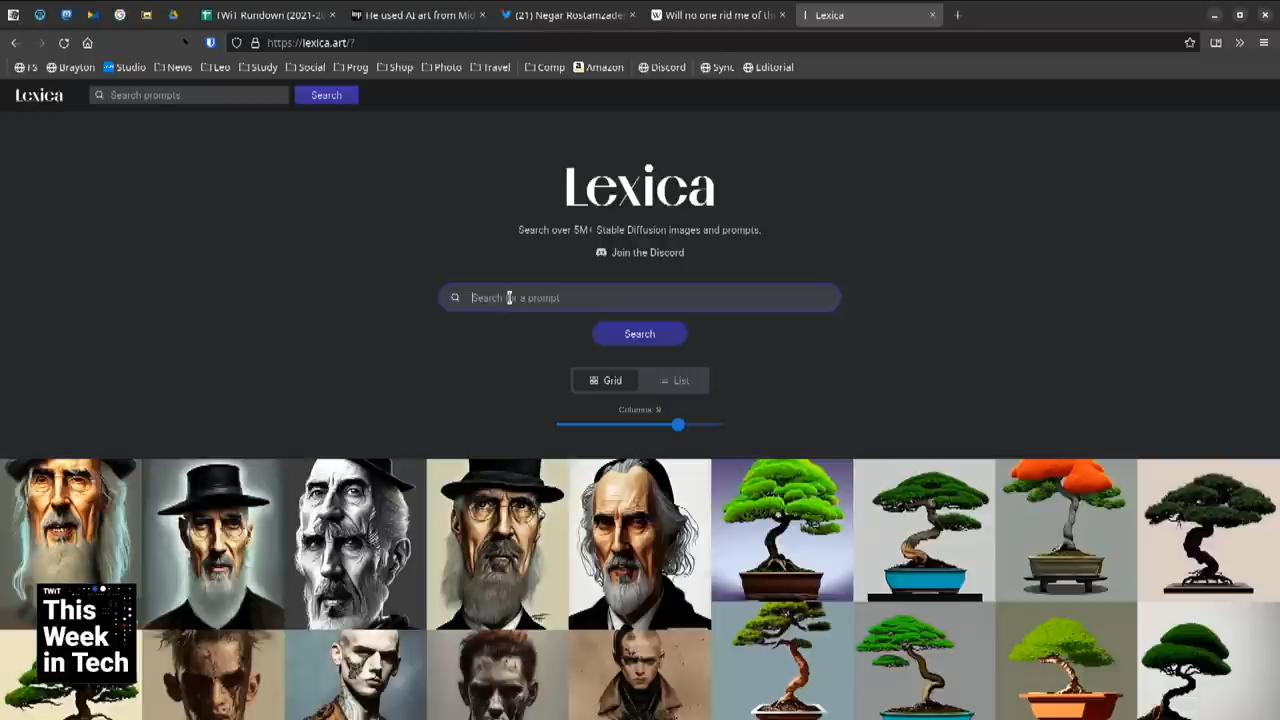 TWiT Rundown (2021-20
He used AI art from Mid
(21) Negar Rostamzade
Will no one rid me of th
Lexica
https://lexica.art/?
FS
Brayton
Studio
News
Leo
Study
Social
Prog
Shop
Photo
Travel
Comp
Amazon
Discord
Sync
Editorial
Lexica
Search prompts
Search
Lexica
Search over 5M+ Stable Diffusion images and prompts.
Join the Discord
Search for a prompt
Search
Grid
List
Columns: 9
TWiT
This
Week
in Tech